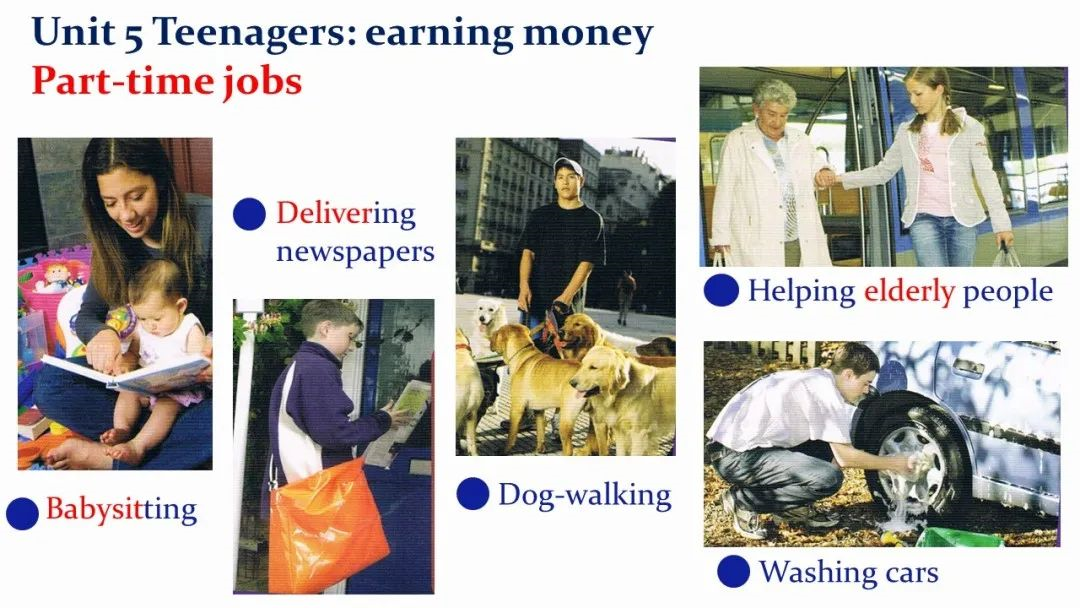 Unit 5 Teenagers: earning money
Part-time jobs
Delivering
newspapers
Helping elderly people
Babysitting
Dog-walking
Washing cars